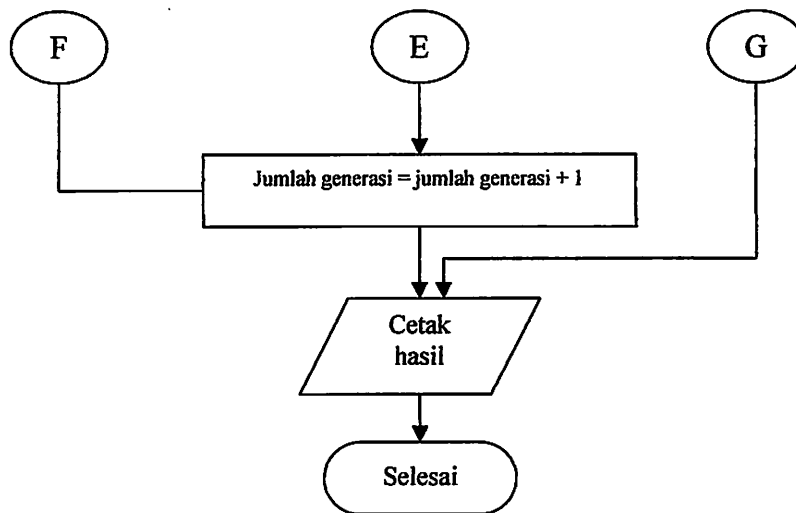 F
E
G
Jumlah generasi = jumlah generasi + 1
Cetak
hasil
Selesai